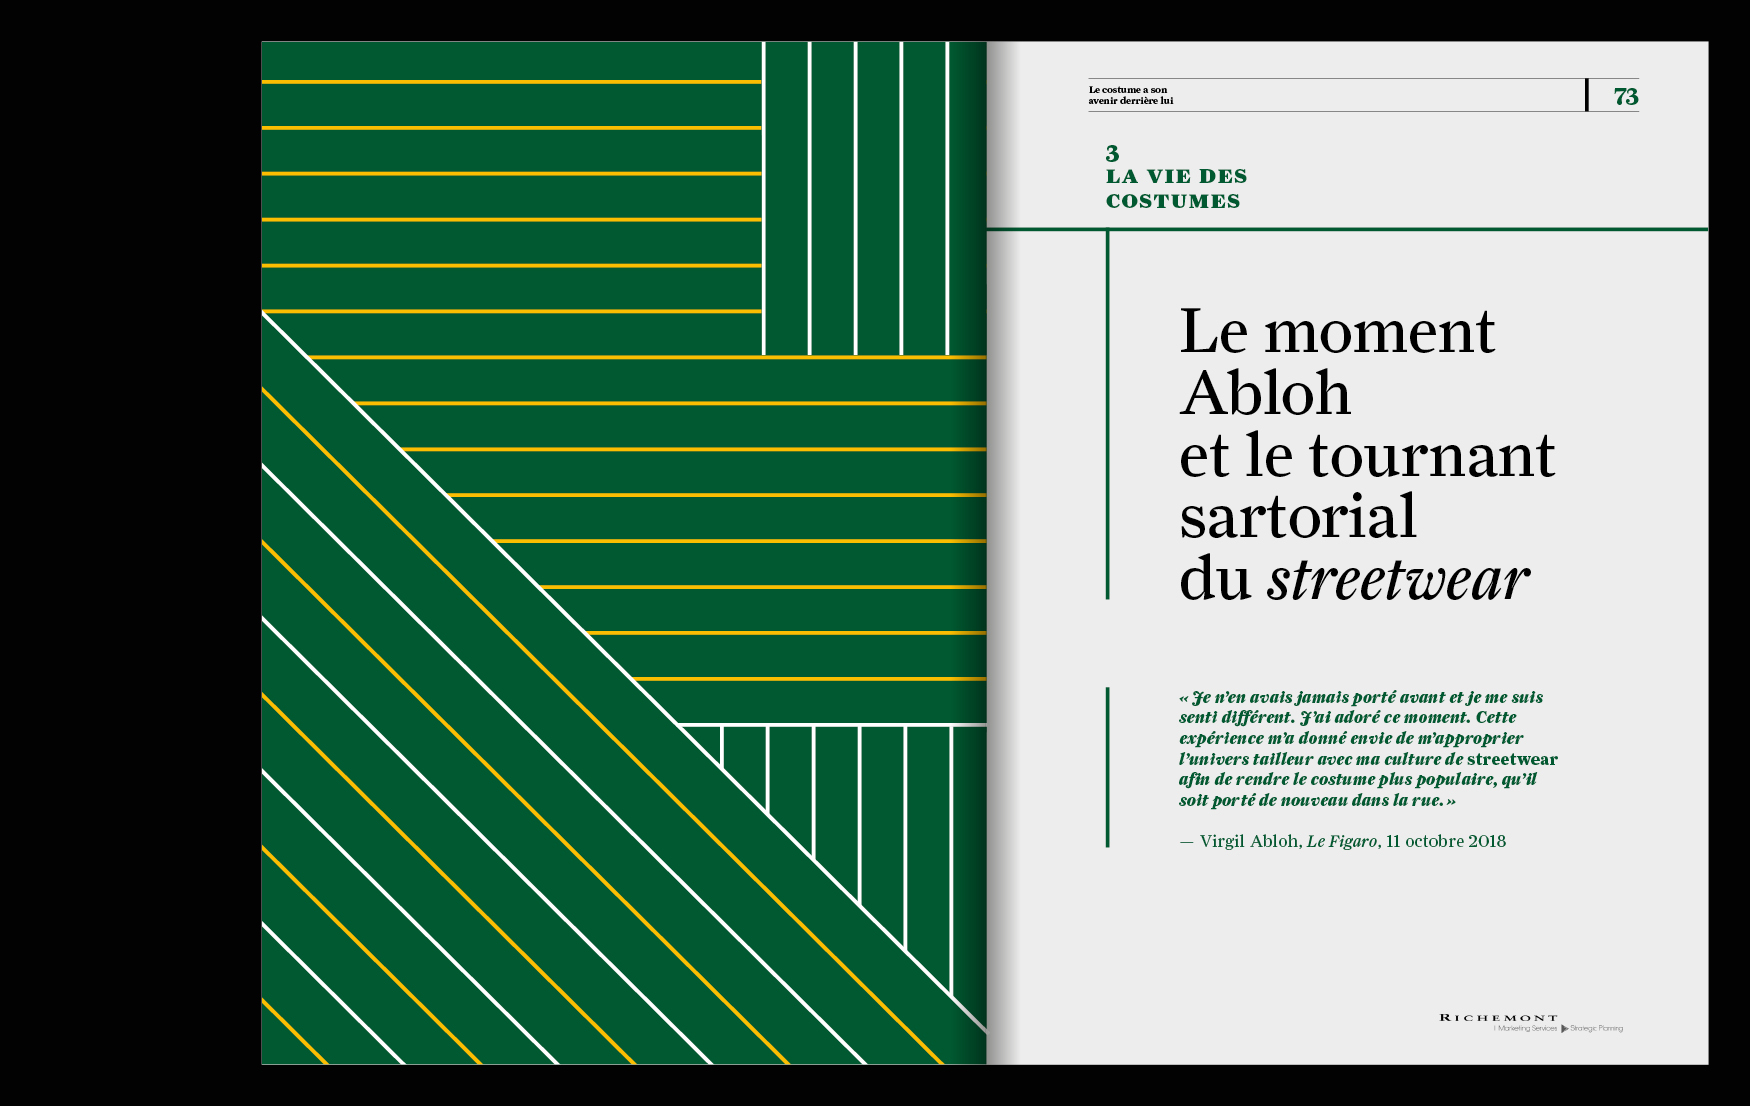 Le costume a son
avenir derrière lui
73
3
LA VIE DES
COSTUMES
Le moment
Abloh
et le tournant
sartorial
du streetwear
« Je n’en avais jamais porté avant et je me suis
senti différent. J’ai adoré ce moment. Cette
expérience m’a donné envie de m’approprier
l’univers tailleur avec ma culture de streetwear
afin de rendre le costume plus populaire, qu’il
soit porté de nouveau dans la rue. »
— Virgil Abloh, Le Figaro, 11 octobre 2018
RICHEMONT
| Marketing Services ▶ Strategic Planning